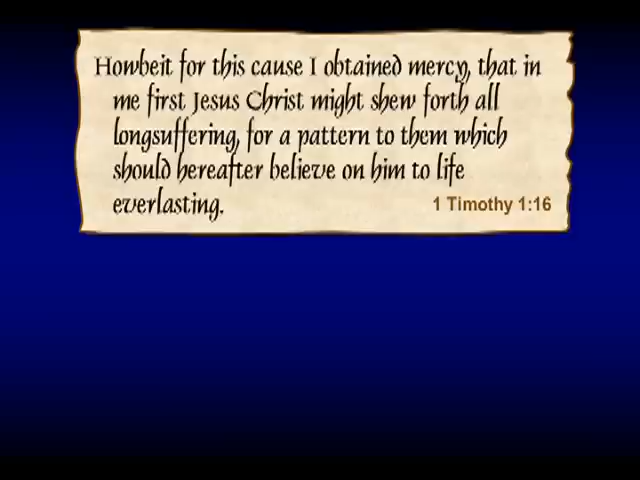 Howbeit for this cause I obtained mercy, that in
me first Jesus Christ might shew forth all
longsuffering, for a pattern to them which
should hereafter believe on him to life
everlasting.
1 Timothy 1:16